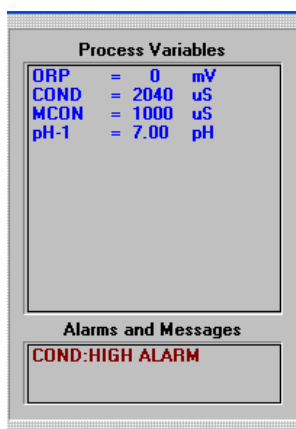 Process Variables
ORP = 0 mV
COND = 2040 uS
MCON = 1000 uS
pH-1 = 7.00 pH
Alarms and Messages
COND:HIGH ALARM